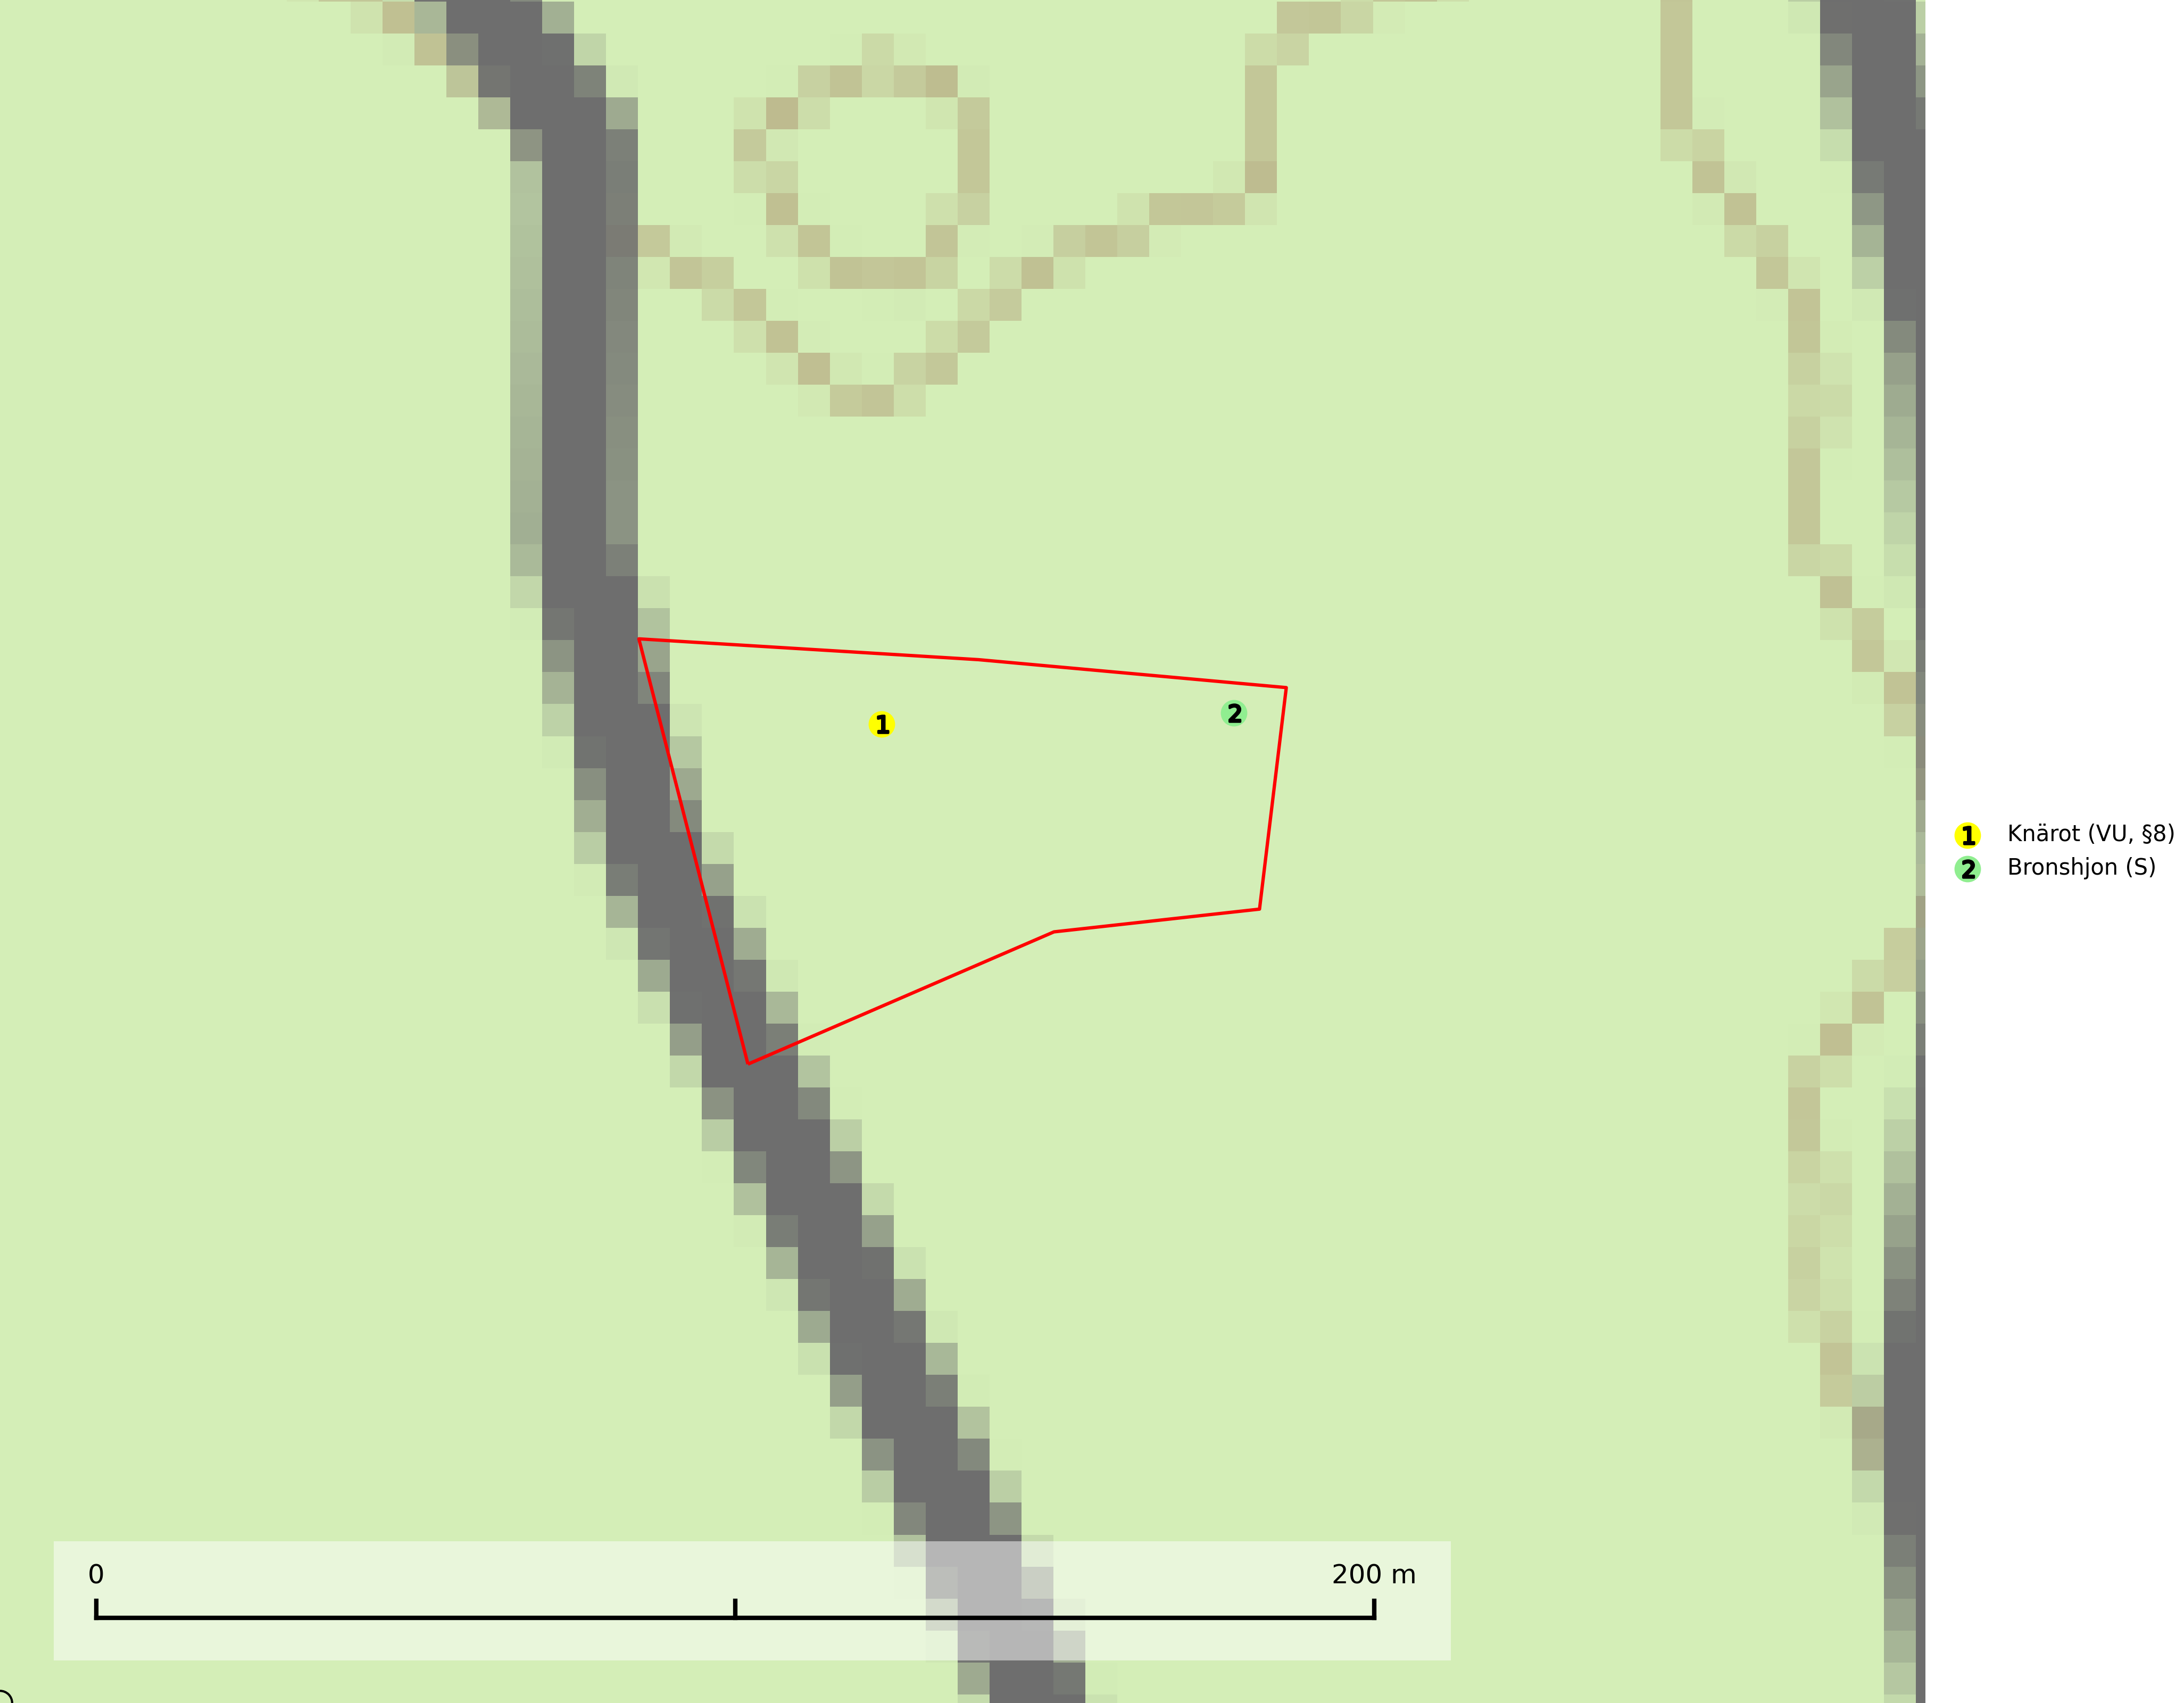 1
2
1 Knärot (VU, §8)
2 Bronshjon (S)
0 200 m